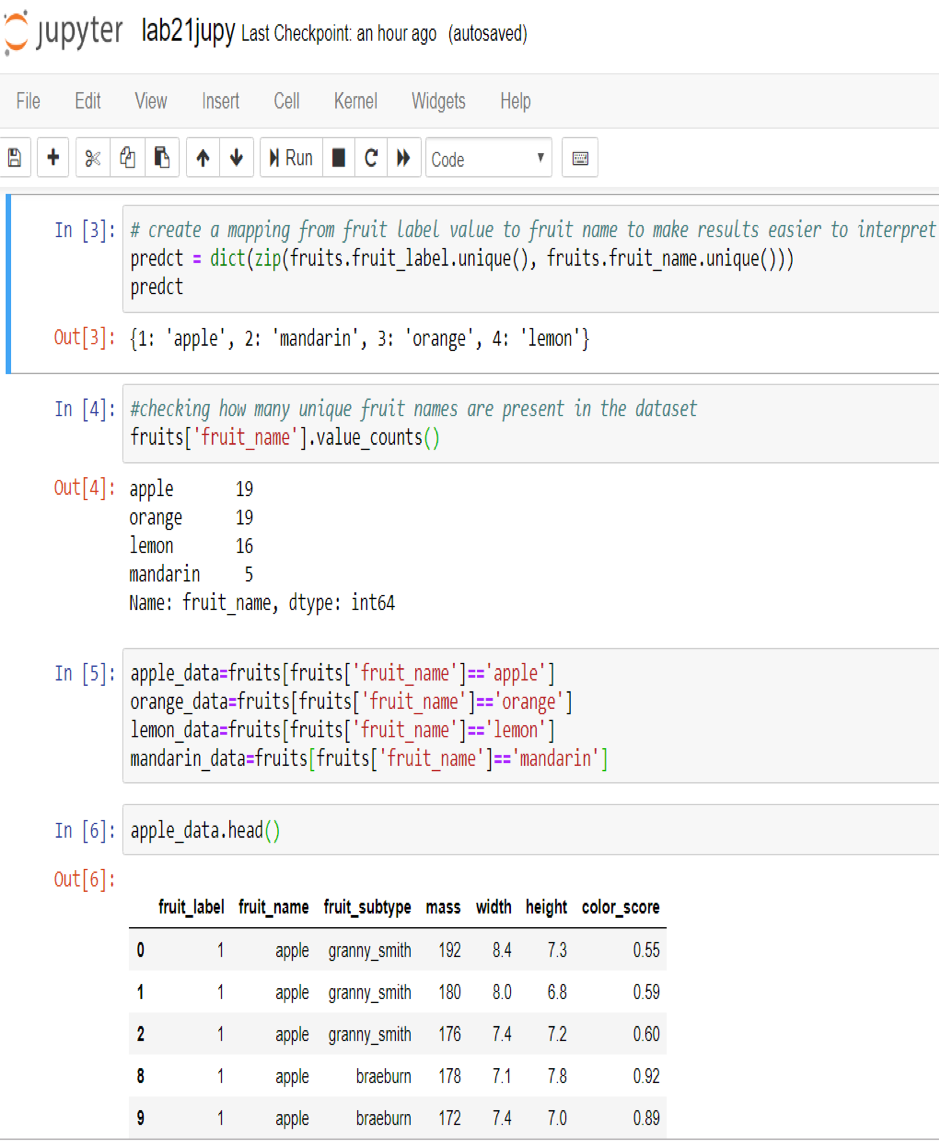 jupyter lab21jupy Last Checkpoint: an hour ago (autosaved)
File Edit View Insert Cell Kernel Widgets Help
Run Code
In [3]: # create a mapping from fruit label value to fruit name to make results easier to interpret
predct = dict(zip(fruits.fruit_label.unique(), fruits.fruit_name.unique()))
predct
Out[3]: {1: 'apple', 2: 'mandarin', 3: 'orange', 4: 'lemon'}
In [4]: #checking how many unique fruit names are present in the dataset
fruits['fruit_name'].value_counts()
Out[4]: apple 19
orange 19
lemon 16
mandarin 5
Name: fruit_name, dtype: int64
In [5]: apple_data=fruits[fruits['fruit_name']=='apple']
orange_data=fruits[fruits['fruit_name']=='orange']
lemon_data=fruits[fruits['fruit_name']=='lemon']
mandarin_data=fruits[fruits['fruit_name']=='mandarin']
In [6]: apple_data.head()
Out[6]:
fruit_label fruit_name fruit_subtype mass width height color_score
0 1 apple granny_smith 192 8.4 7.3 0.55
1 1 apple granny_smith 180 8.0 6.8 0.59
2 1 apple granny_smith 176 7.4 7.2 0.60
8 1 apple braeburn 178 7.1 7.8 0.92
9 1 apple braeburn 172 7.4 7.0 0.89